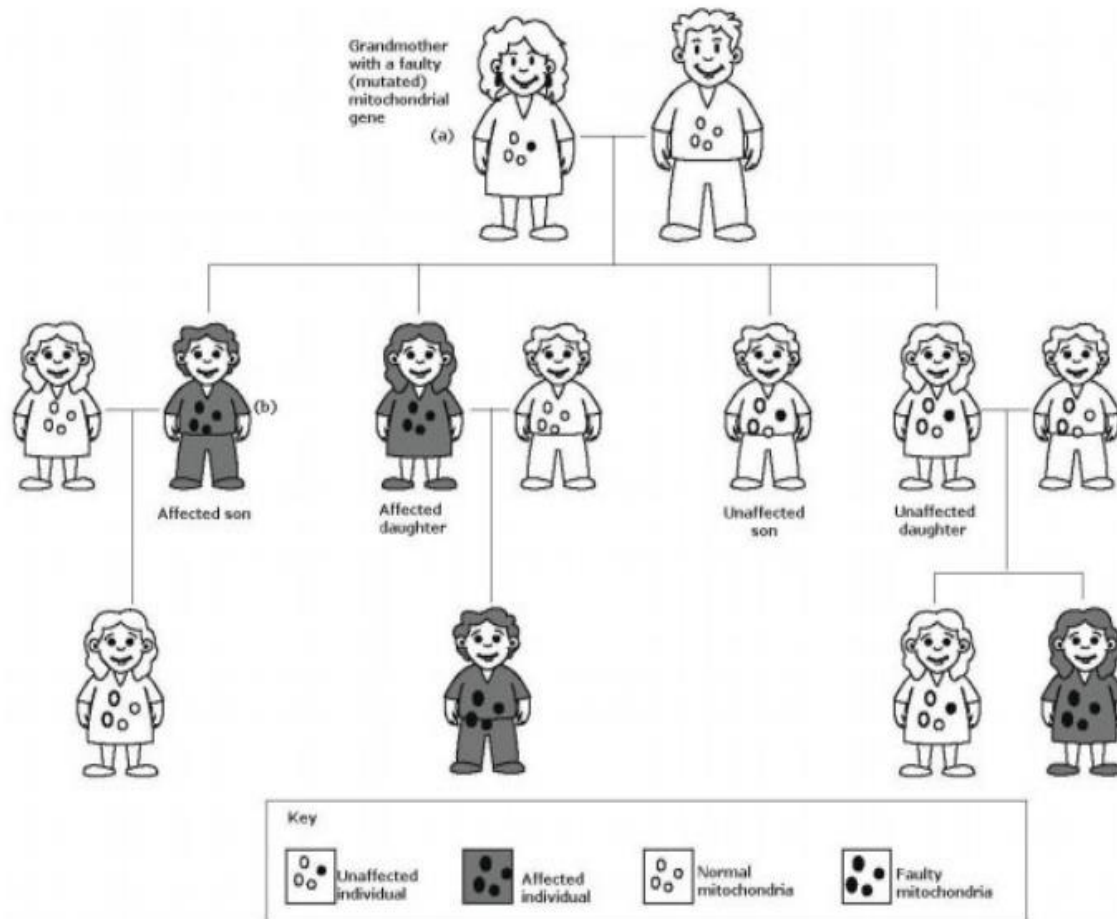 Grandmother
with a faulty
(mutated)
mitochondrial
gene
(a)
(b)
Affected son
Affected
daughter
Unaffected
son
Unaffected
daughter
Key
Unaffected
individual
Affected
individual
Normal
mitochondria
Faulty
mitochondria